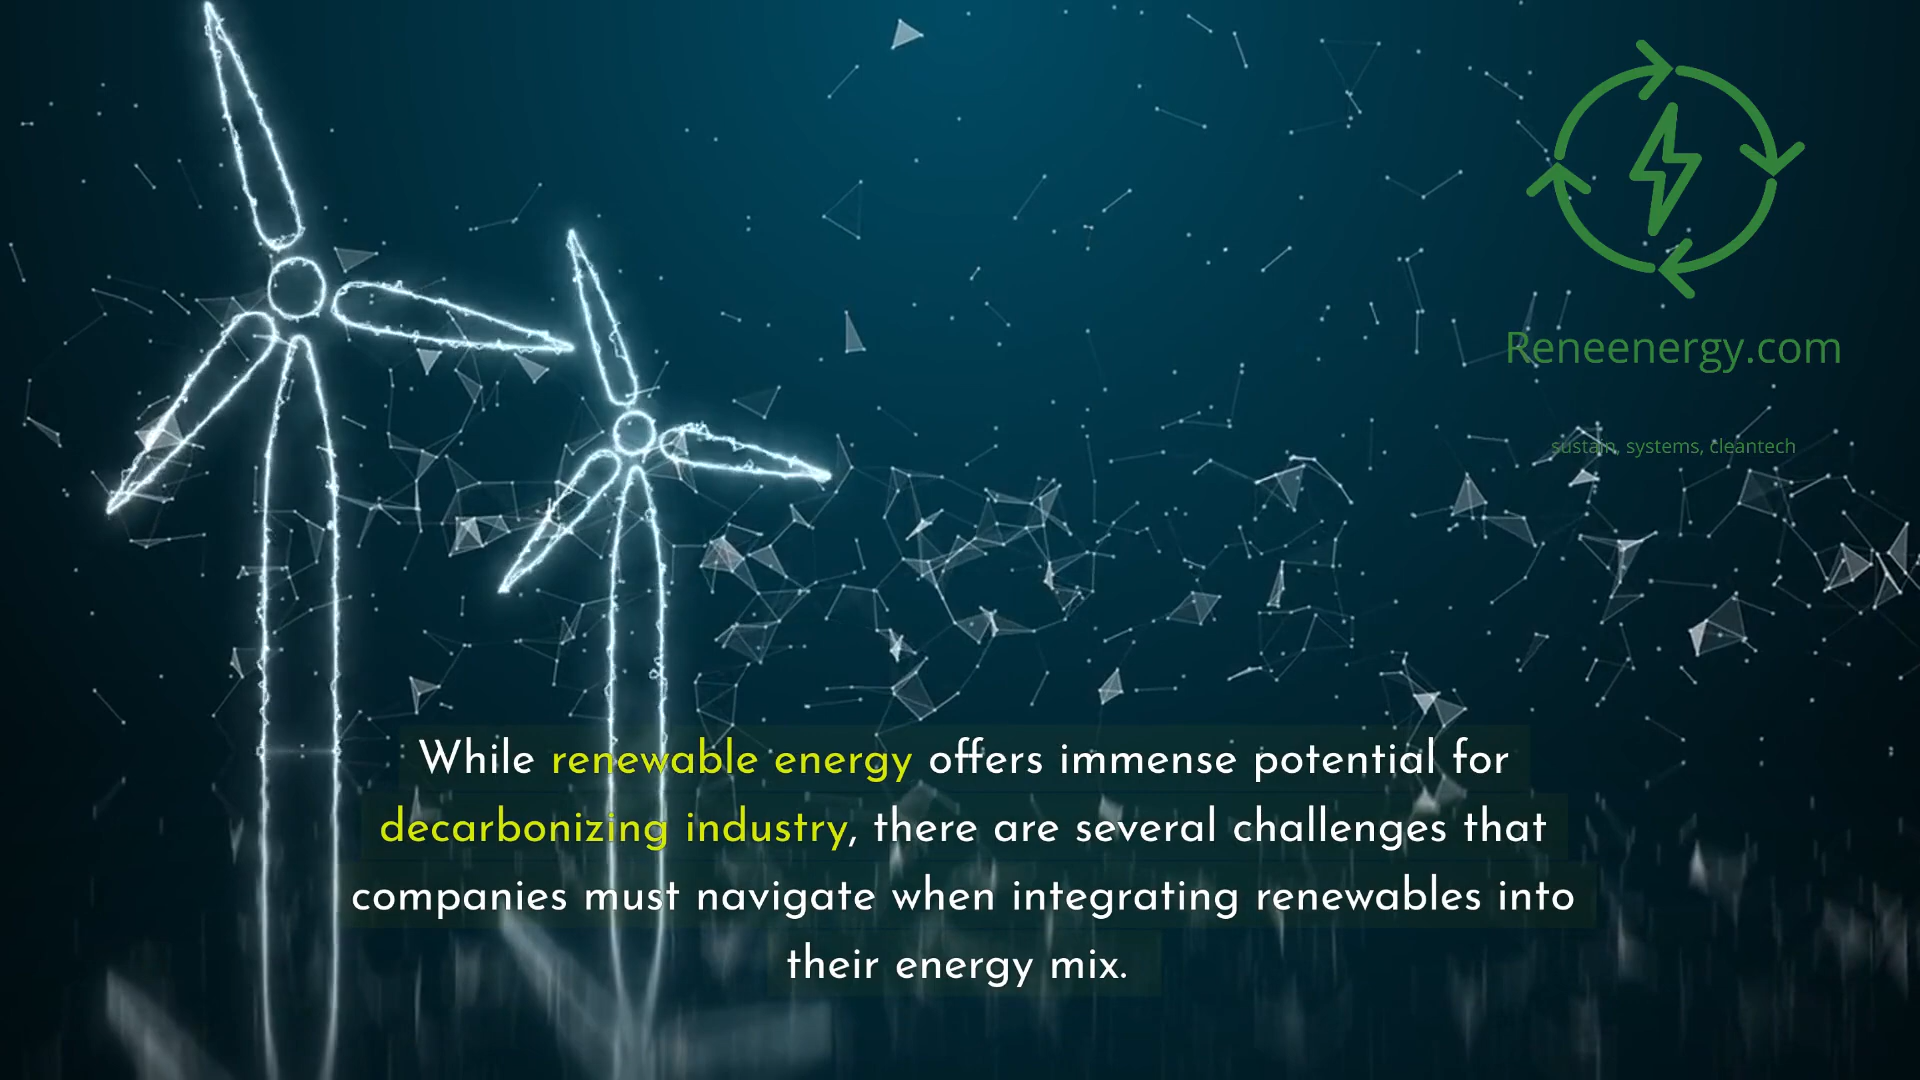 Reneenergy.com
sustain, systems, cleantech
While renewable energy offers immense potential for
decarbonizing industry, there are several challenges that
companies must navigate when integrating renewables into
their energy mix.